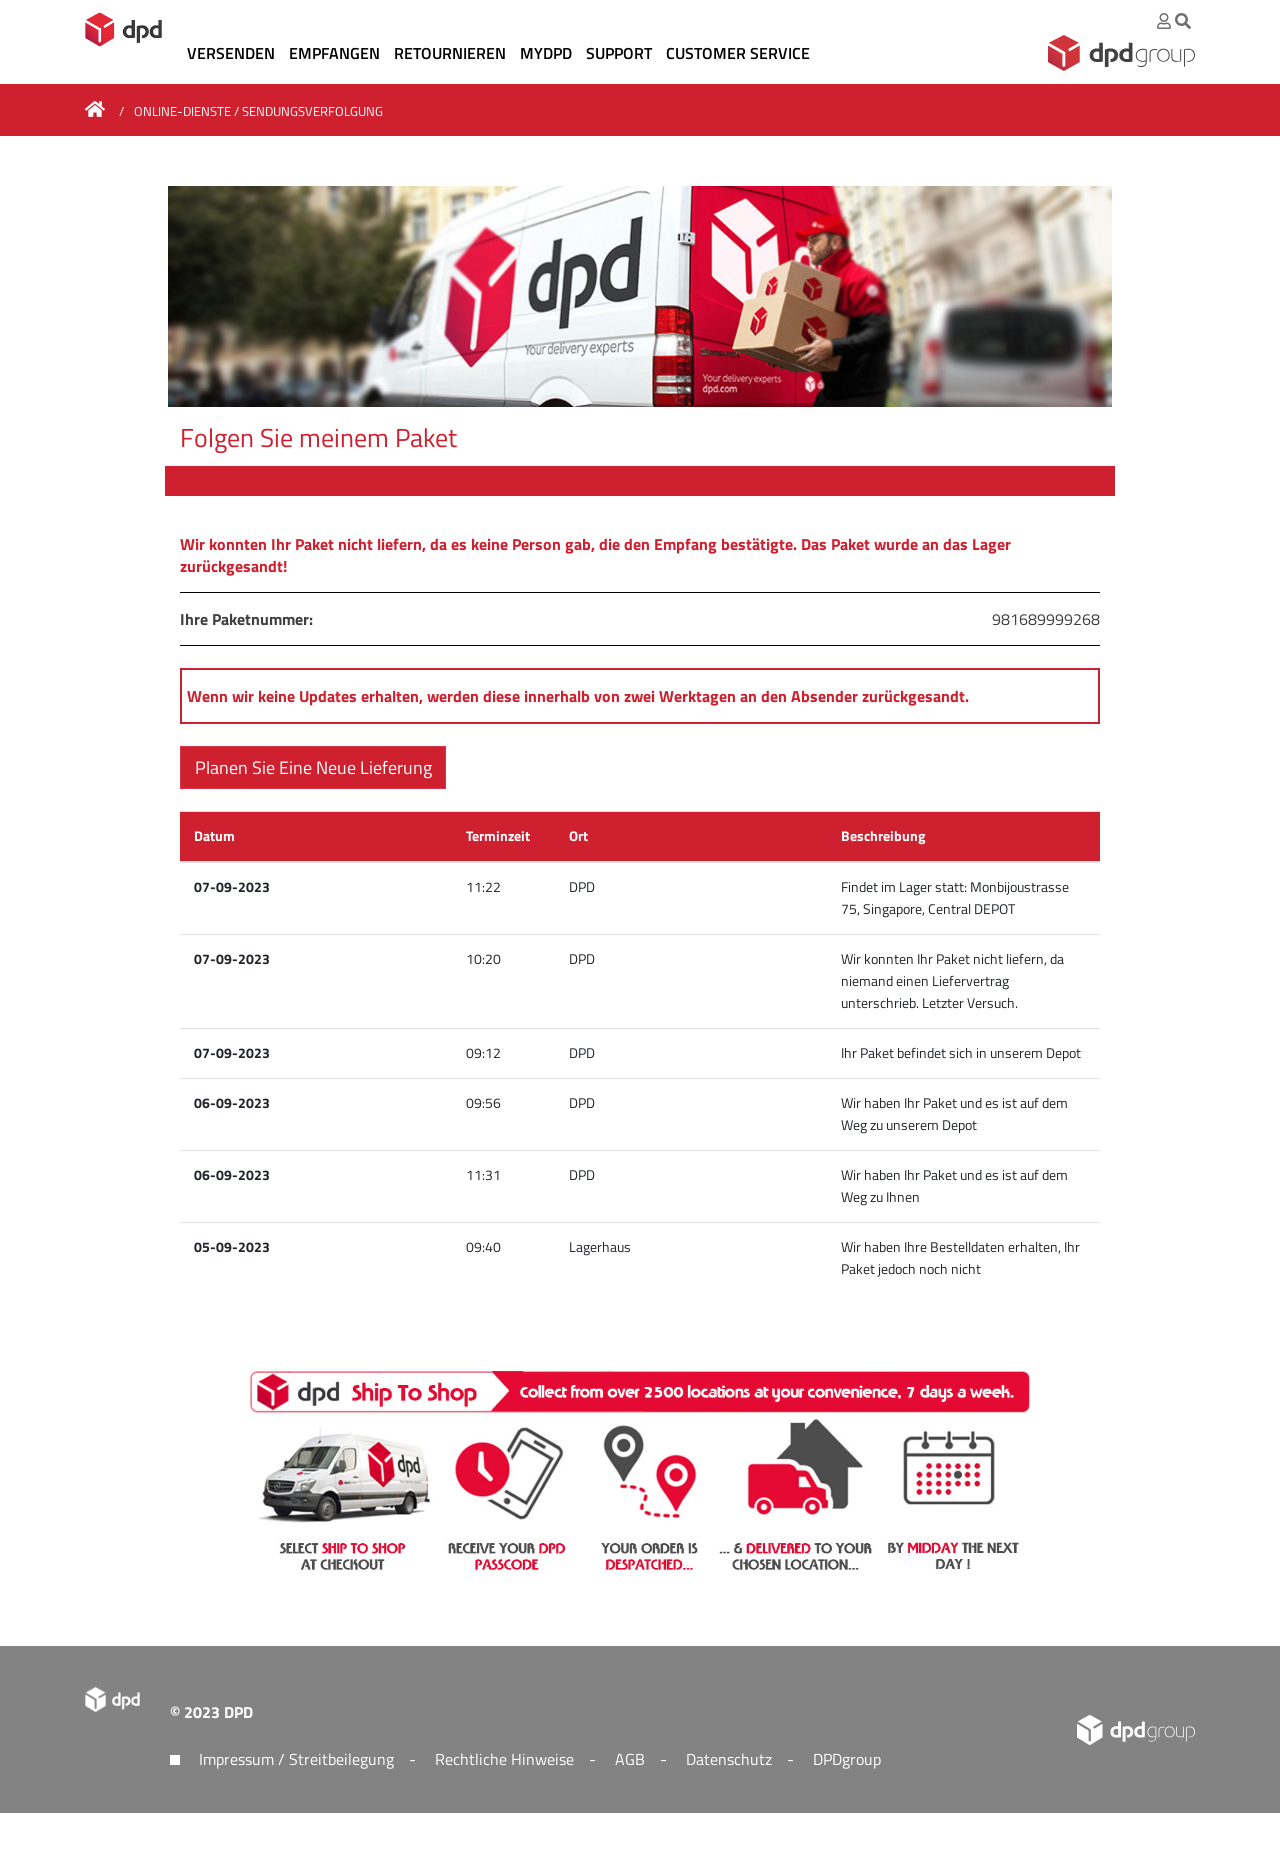 dpd
VERSENDEN EMPFANGEN RETOURNIEREN MYDPD SUPPORT CUSTOMER SERVICE
dpdgroup
/ ONLINE-DIENSTE / SENDUNGSVERFOLGUNG
dpd
Your delivery experts
Your delivery experts
dpd.com
Folgen Sie meinem Paket
Wir konnten Ihr Paket nicht liefern, da es keine Person gab, die den Empfang bestätigte. Das Paket wurde an das Lager
zurückgesandt!
Ihre Paketnummer: 981689999268
Wenn wir keine Updates erhalten, werden diese innerhalb von zwei Werktagen an den Absender zurückgesandt.
Planen Sie Eine Neue Lieferung
Datum Terminzeit Ort Beschreibung
07-09-2023 11:22 DPD Findet im Lager statt: Monbijoustrasse
75, Singapore, Central DEPOT
07-09-2023 10:20 DPD Wir konnten Ihr Paket nicht liefern, da
niemand einen Liefervertrag
unterschrieb. Letzter Versuch.
07-09-2023 09:12 DPD Ihr Paket befindet sich in unserem Depot
06-09-2023 09:56 DPD Wir haben Ihr Paket und es ist auf dem
Weg zu unserem Depot
06-09-2023 11:31 DPD Wir haben Ihr Paket und es ist auf dem
Weg zu Ihnen
05-09-2023 09:40 Lagerhaus Wir haben Ihre Bestelldaten erhalten, Ihr
Paket jedoch noch nicht
dpd Ship To Shop Collect from over 2500 locations at your convenience, 7 days a week.
dpd
SELECT SHIP TO SHOP
AT CHECKOUT
RECEIVE YOUR DPD
PASSCODE
YOUR ORDER IS
DESPATCHED...
... & DELIVERED TO YOUR
CHOSEN LOCATION...
BY MIDDAY THE NEXT
DAY !
dpd
© 2023 DPD
dpdgroup
Impressum / Streitbeilegung - Rechtliche Hinweise - AGB - Datenschutz - DPDgroup